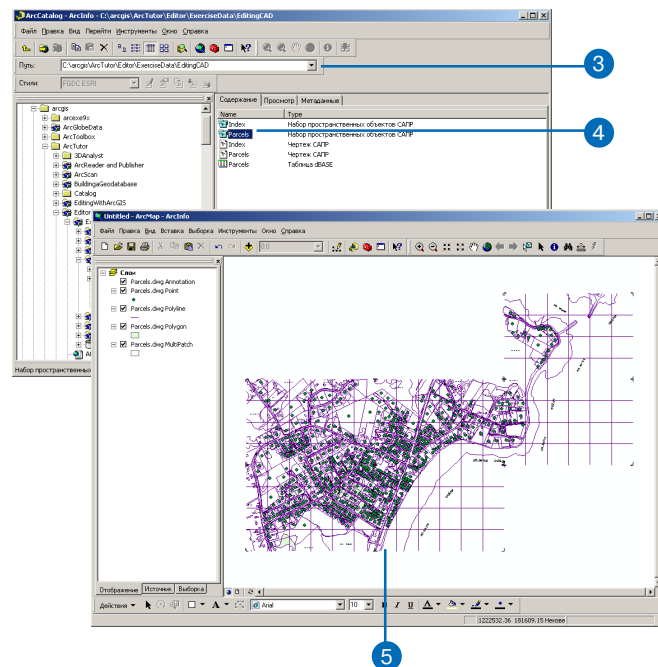 ArcCatalog - ArcInfo - C:\arcgis\ArcTutor\Editor\ExerciseData\EditingCAD
Файл Правка Вид Перейти Инструменты Окно Справка
Путь: C:\arcgis\ArcTutor\Editor\ExerciseData\EditingCAD
3
Стили: FGDC ESRI
arcgis
arcexe9x
ArcGlobeData
ArcToolbox
ArcTutor
3DAnalyst
ArcReader and Publisher
ArcScan
BuildingaGeodatabase
Catalog
EditingWithArcGIS
Editor
Содержание Просмотр Метаданные
Name Type
Index Набор пространственных объектов САПР
Parcels Набор пространственных объектов САПР
4
Index Чертеж САПР
Parcels Чертеж САПР
Parcels Таблица dBASE
Набор пространственных
Untitled - ArcMap - ArcInfo
Файл Правка Вид Вставка Выборка Инструменты Окно Справка
Слои
Parcels.dwg Annotation
Parcels.dwg Point
Parcels.dwg Polyline
Parcels.dwg Polygon
Parcels.dwg MultiPatch
Отображение Источник Выборка
Действия A Arial 10 B I U A
1222532.36 181609.15 Неизве
5